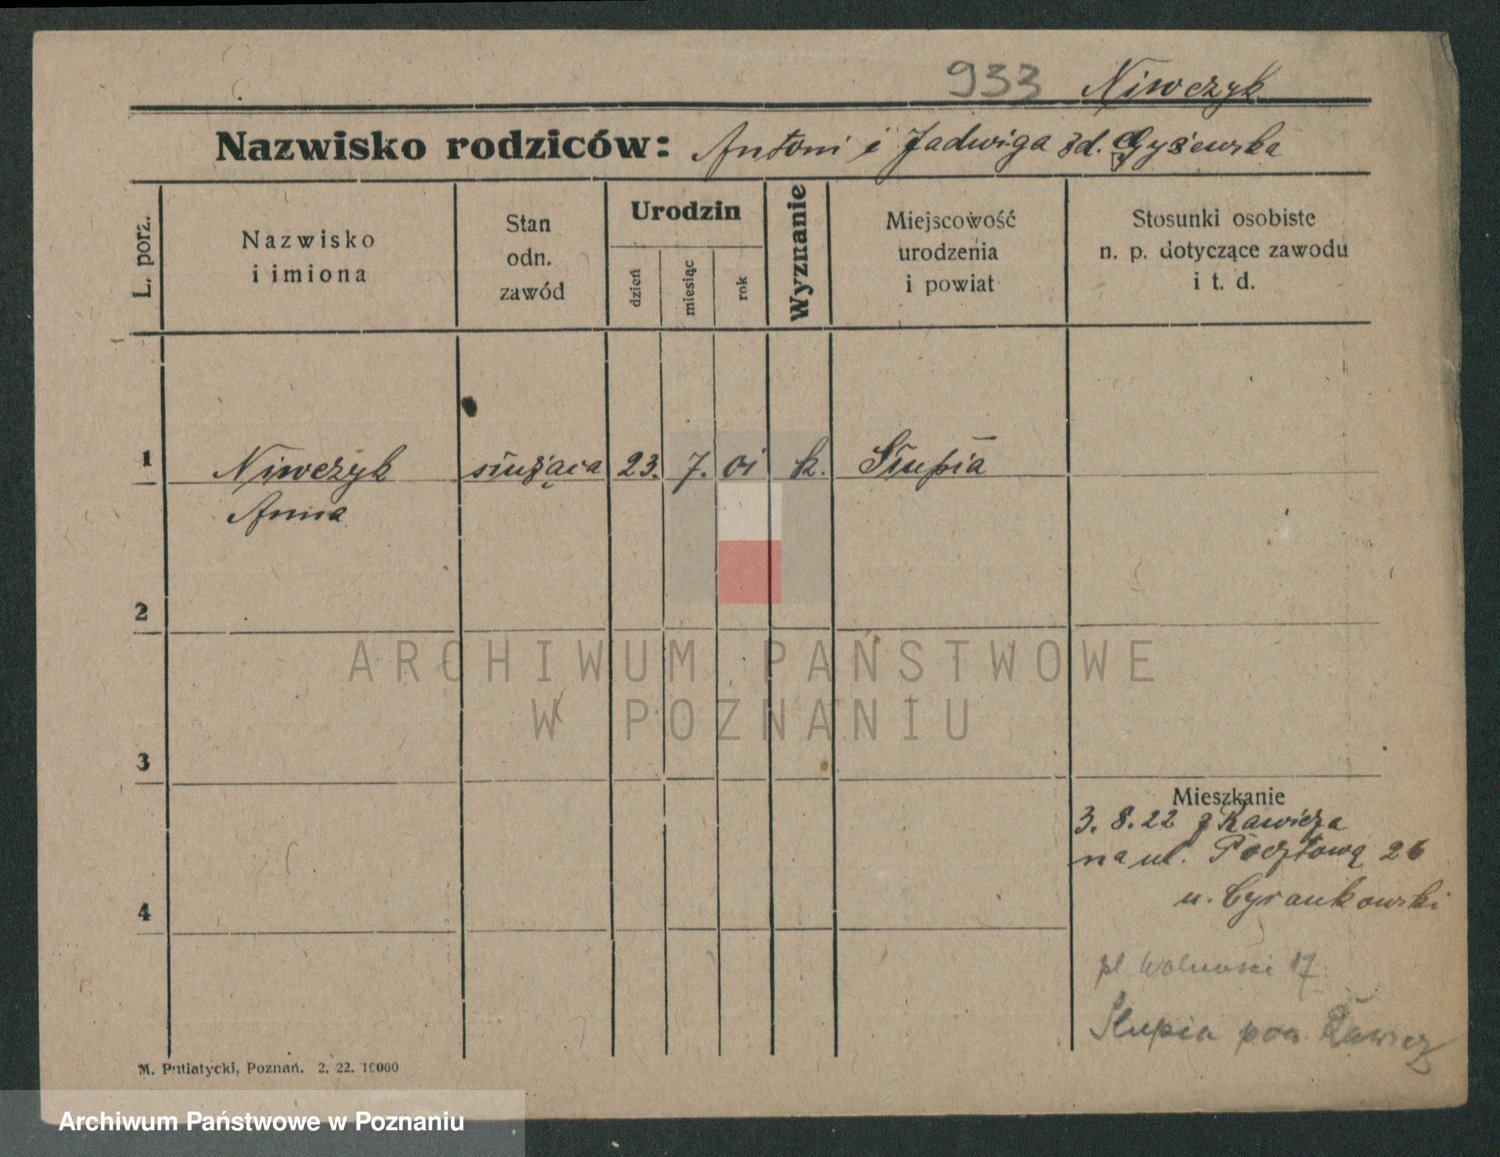 933 Niwczyk
Nazwisko rodziców: Antoni i Jadwiga zd.
L. porz.
Nazwisko
i imiona
Stan
odn.
zawód
Urodzin
dzień
miesiąc
rok
Wyznanie
Miejscowość
urodzenia
i powiat
Stosunki osobiste
n. p. dotyczące zawodu
i t. d.
1 Niwczyk służąca 23. 7. 01 k. Słupia
Anna
2
ARCHIWUM PAŃSTWOWE
W POZNANIU
3
Mieszkanie
3. 8. 22 z Rawicza
na ul. Pocztową 26
u. Cyrankowski
4
pl Wolności 17
Słupia pow. Rawicz
M. Putiatycki, Poznań. 2. 22. 10000
Archiwum Państwowe w Poznaniu